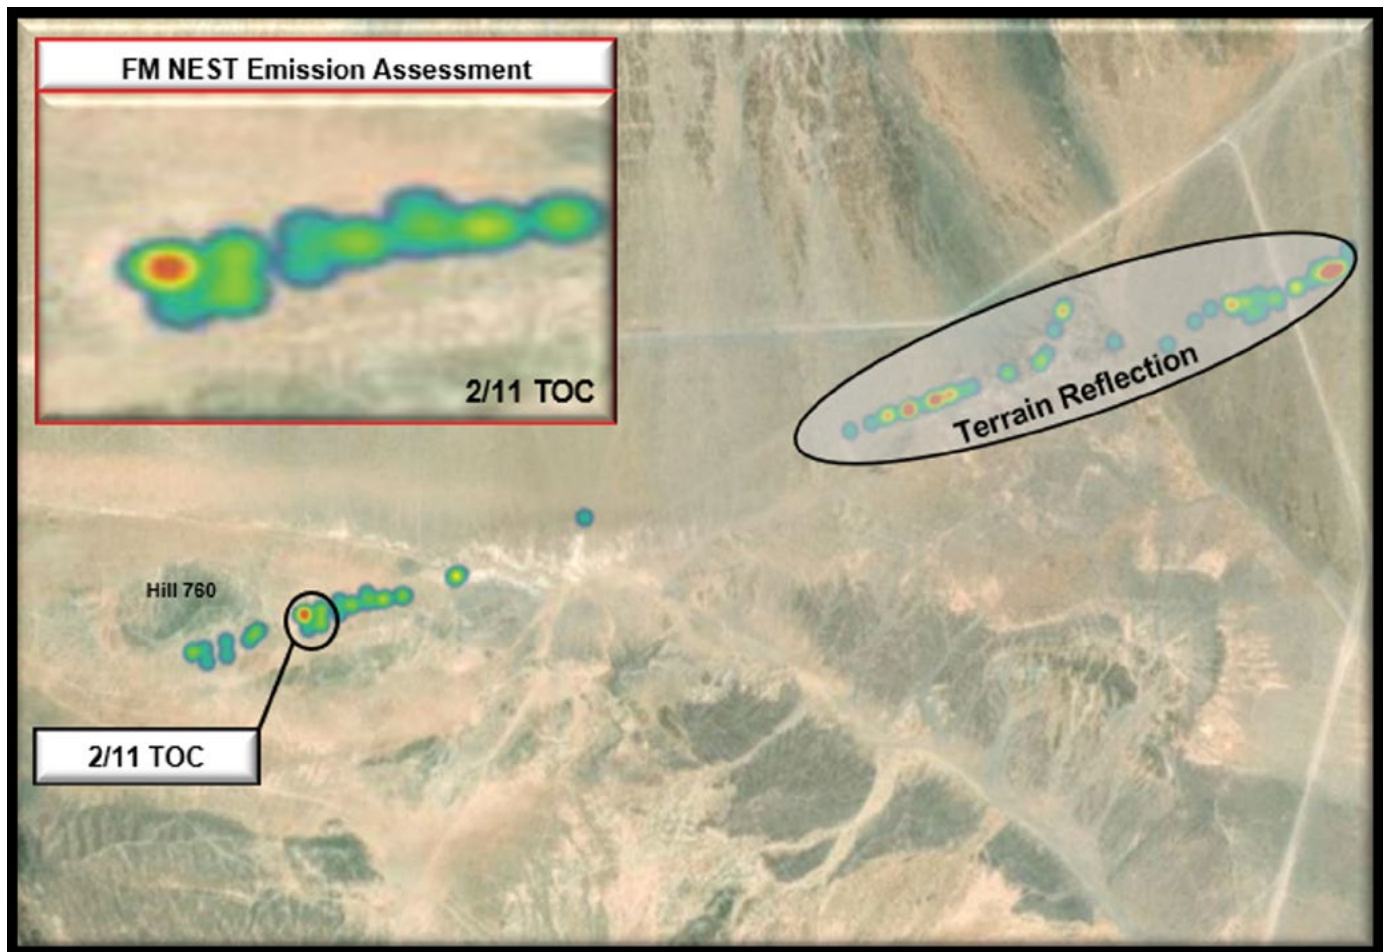 FM NEST Emission Assessment
2/11 TOC
Terrain Reflection
Hill 760
2/11 TOC